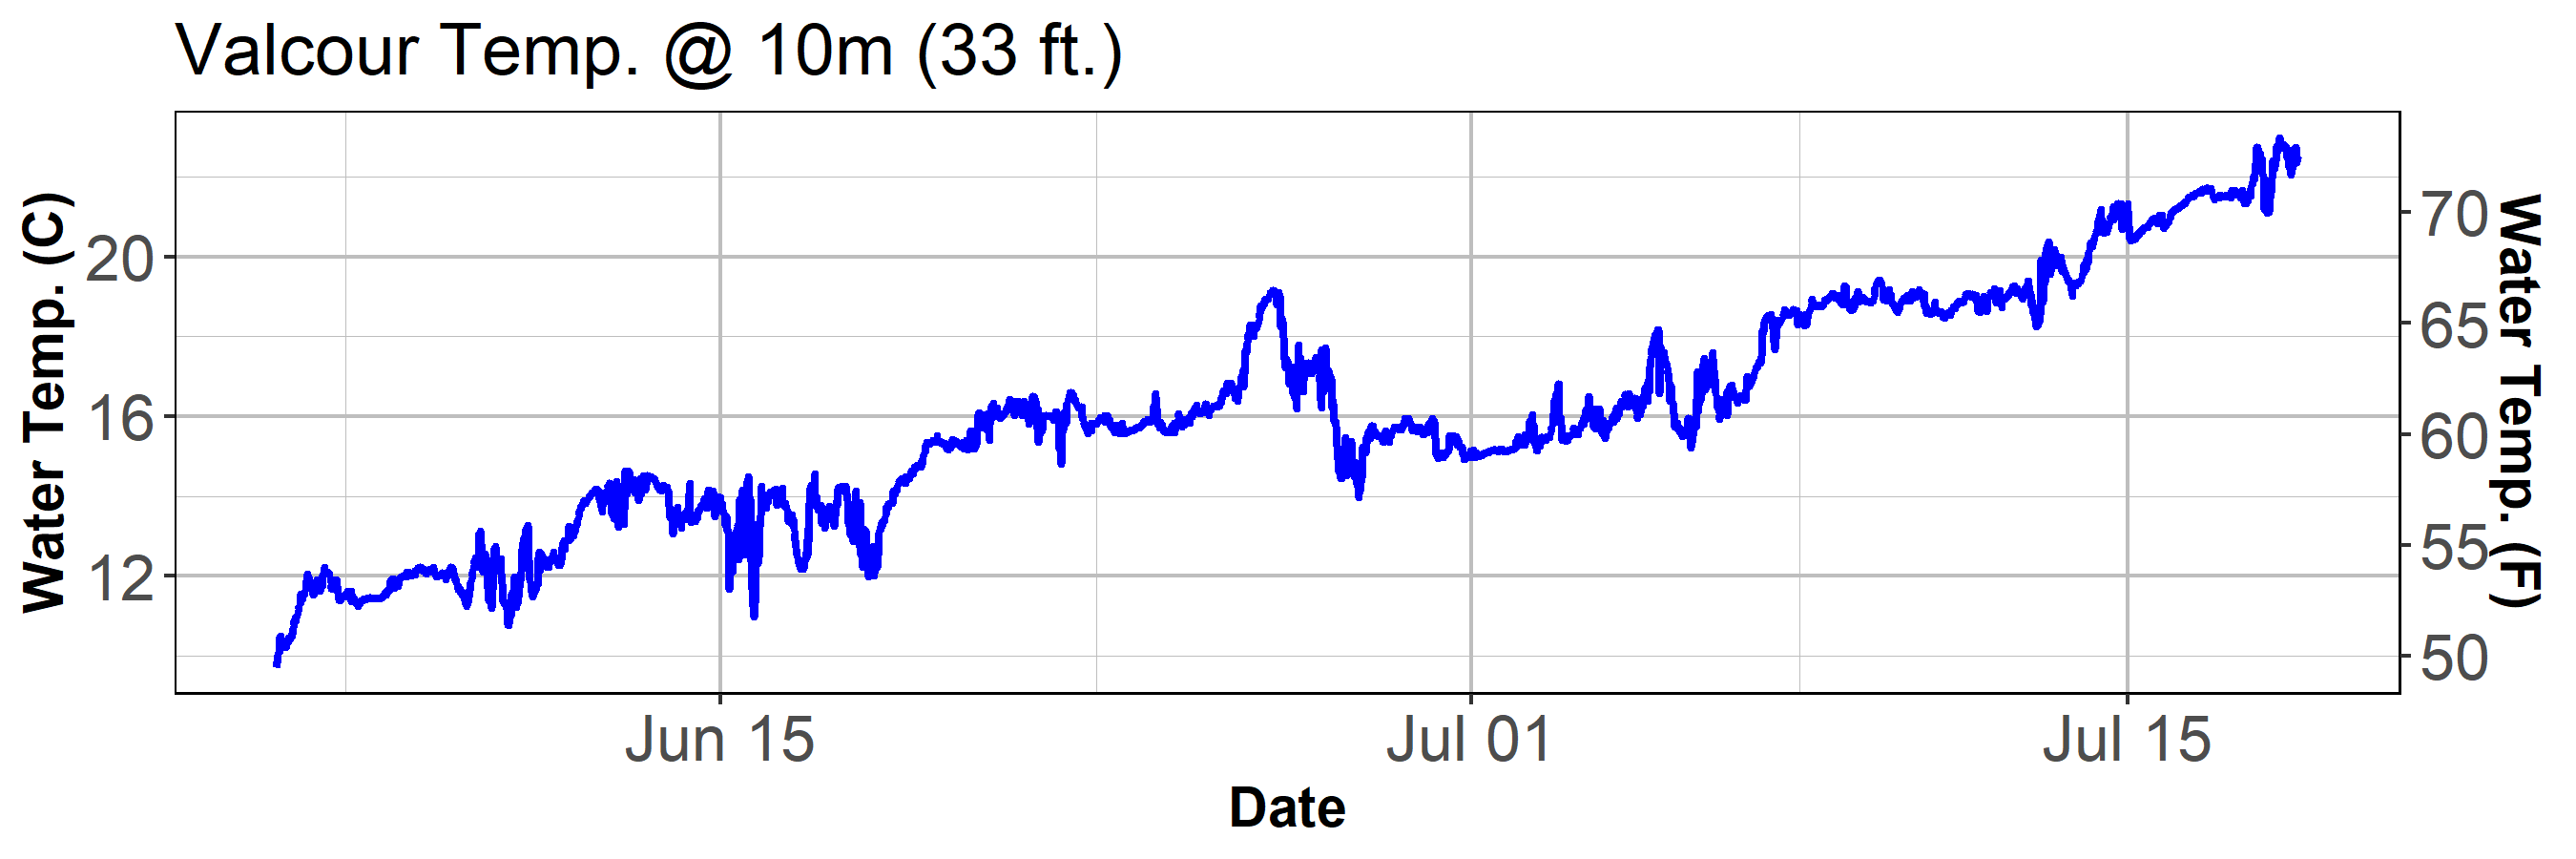 Valcour Temp. @ 10m (33 ft.)
Water Temp. (C)
20
16
12
70
65
60
55
50
Water Temp. (F)
Jun 15
Jul 01
Jul 15
Date